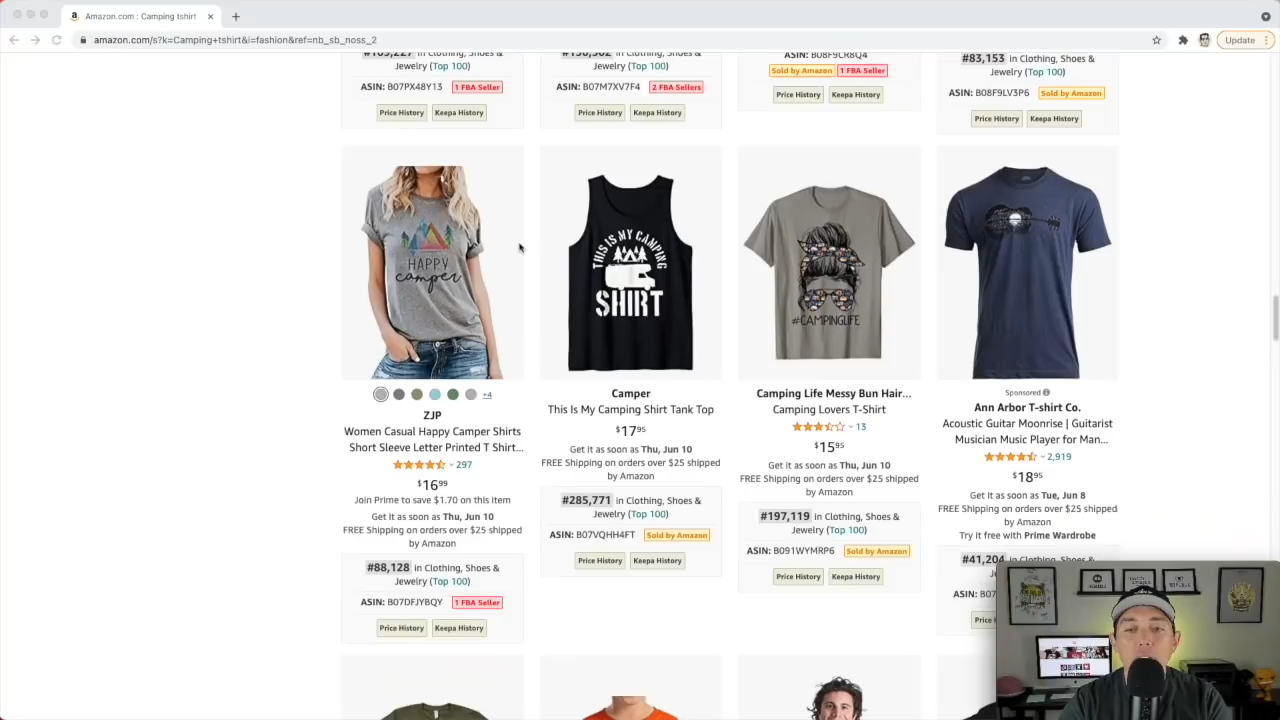 Amazon.com : Camping tshirt
amazon.com/s?k=Camping+tshirt&i=fashion&ref=nb_sb_noss_2
Update
in Clothing, Shoes &
Jewelry (Top 100)
ASIN: B07PX48Y13 1 FBA Seller
Price History Keepa History
in Clothing, Shoes &
Jewelry (Top 100)
ASIN: B07M7XV7F4 2 FBA Sellers
Price History Keepa History
ASIN: B08F9CR8Q4
Sold by Amazon 1 FBA Seller
Price History Keepa History
#83,153 in Clothing, Shoes &
Jewelry (Top 100)
ASIN: B08F9LV3P6 Sold by Amazon
Price History Keepa History
HAPPY
camper
+4
ZJP
Women Casual Happy Camper Shirts
Short Sleeve Letter Printed T Shirt...
297
$16.99
Join Prime to save $1.70 on this item
Get it as soon as Thu, Jun 10
FREE Shipping on orders over $25 shipped
by Amazon
#88,128 in Clothing, Shoes &
Jewelry (Top 100)
ASIN: B07DFJYBQY 1 FBA Seller
Price History Keepa History
THIS IS MY CAMPING
SHIRT
Camper
This Is My Camping Shirt Tank Top
$17.95
Get it as soon as Thu, Jun 10
FREE Shipping on orders over $25 shipped
by Amazon
#285,771 in Clothing, Shoes &
Jewelry (Top 100)
ASIN: B07VQHH4FT Sold by Amazon
Price History Keepa History
#CAMPINGLIFE
Camping Life Messy Bun Hair...
Camping Lovers T-Shirt
13
$15.95
Get it as soon as Thu, Jun 10
FREE Shipping on orders over $25 shipped
by Amazon
#197,119 in Clothing, Shoes &
Jewelry (Top 100)
ASIN: B091WYMRP6 Sold by Amazon
Price History Keepa History
Sponsored
Ann Arbor T-shirt Co.
Acoustic Guitar Moonrise | Guitarist
Musician Music Player for Man...
2,919
$18.95
Get it as soon as Tue, Jun 8
FREE Shipping on orders over $25 shipped
by Amazon
Try it free with Prime Wardrobe
#41,204 in Clothing, Shoes &